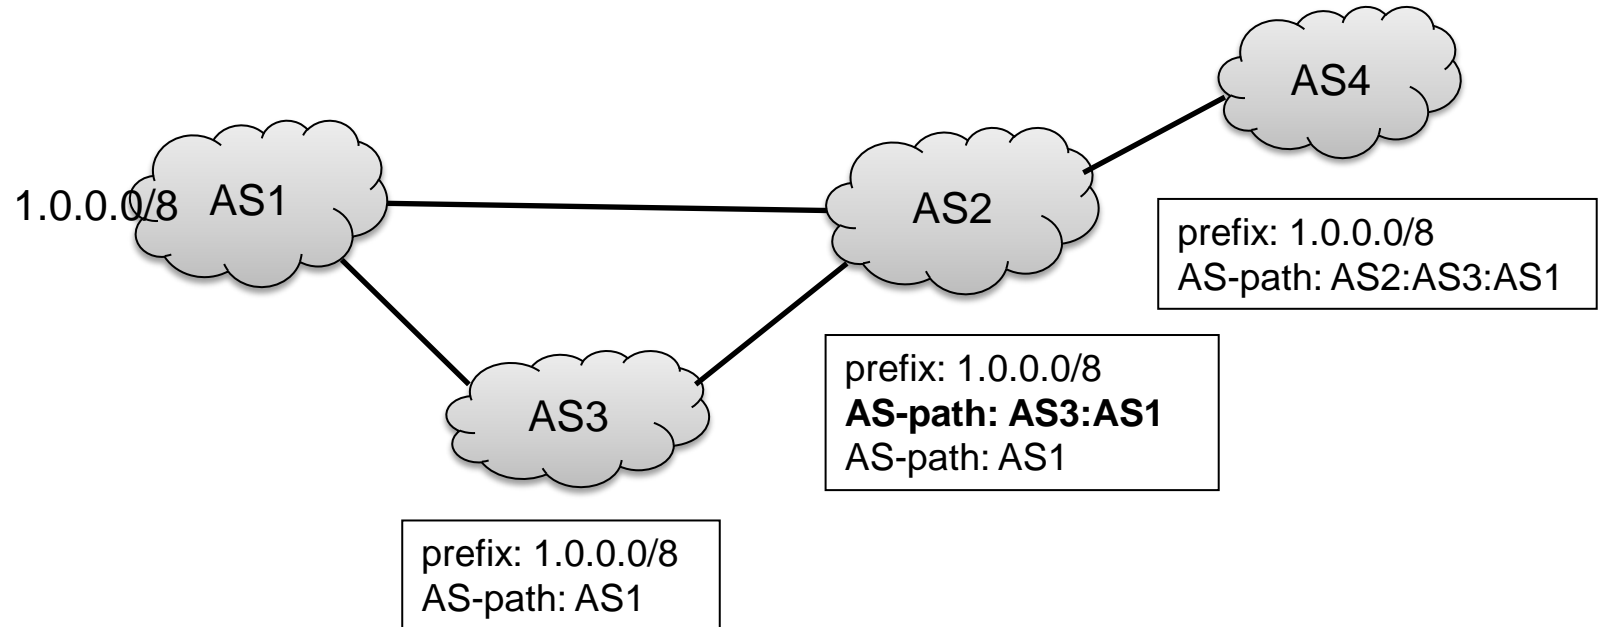 AS4
1.0.0.0/8
AS1
AS2
prefix: 1.0.0.0/8
AS-path: AS2:AS3:AS1
prefix: 1.0.0.0/8
AS-path: AS3:AS1
AS-path: AS1
AS3
prefix: 1.0.0.0/8
AS-path: AS1